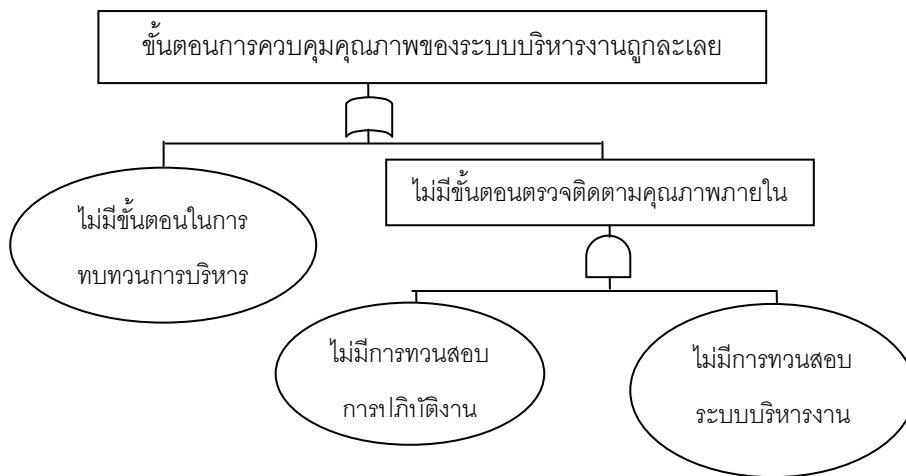 ขั้นตอนการควบคุมคุณภาพของระบบบริหารงานถูกละเลย
ไม่มีขั้นตอนในการ
ทบทวนการบริหาร
ไม่มีขั้นตอนตรวจติดตามคุณภาพภายใน
ไม่มีการทวนสอบ
การปฎิบัติงาน
ไม่มีการทวนสอบ
ระบบบริหารงาน